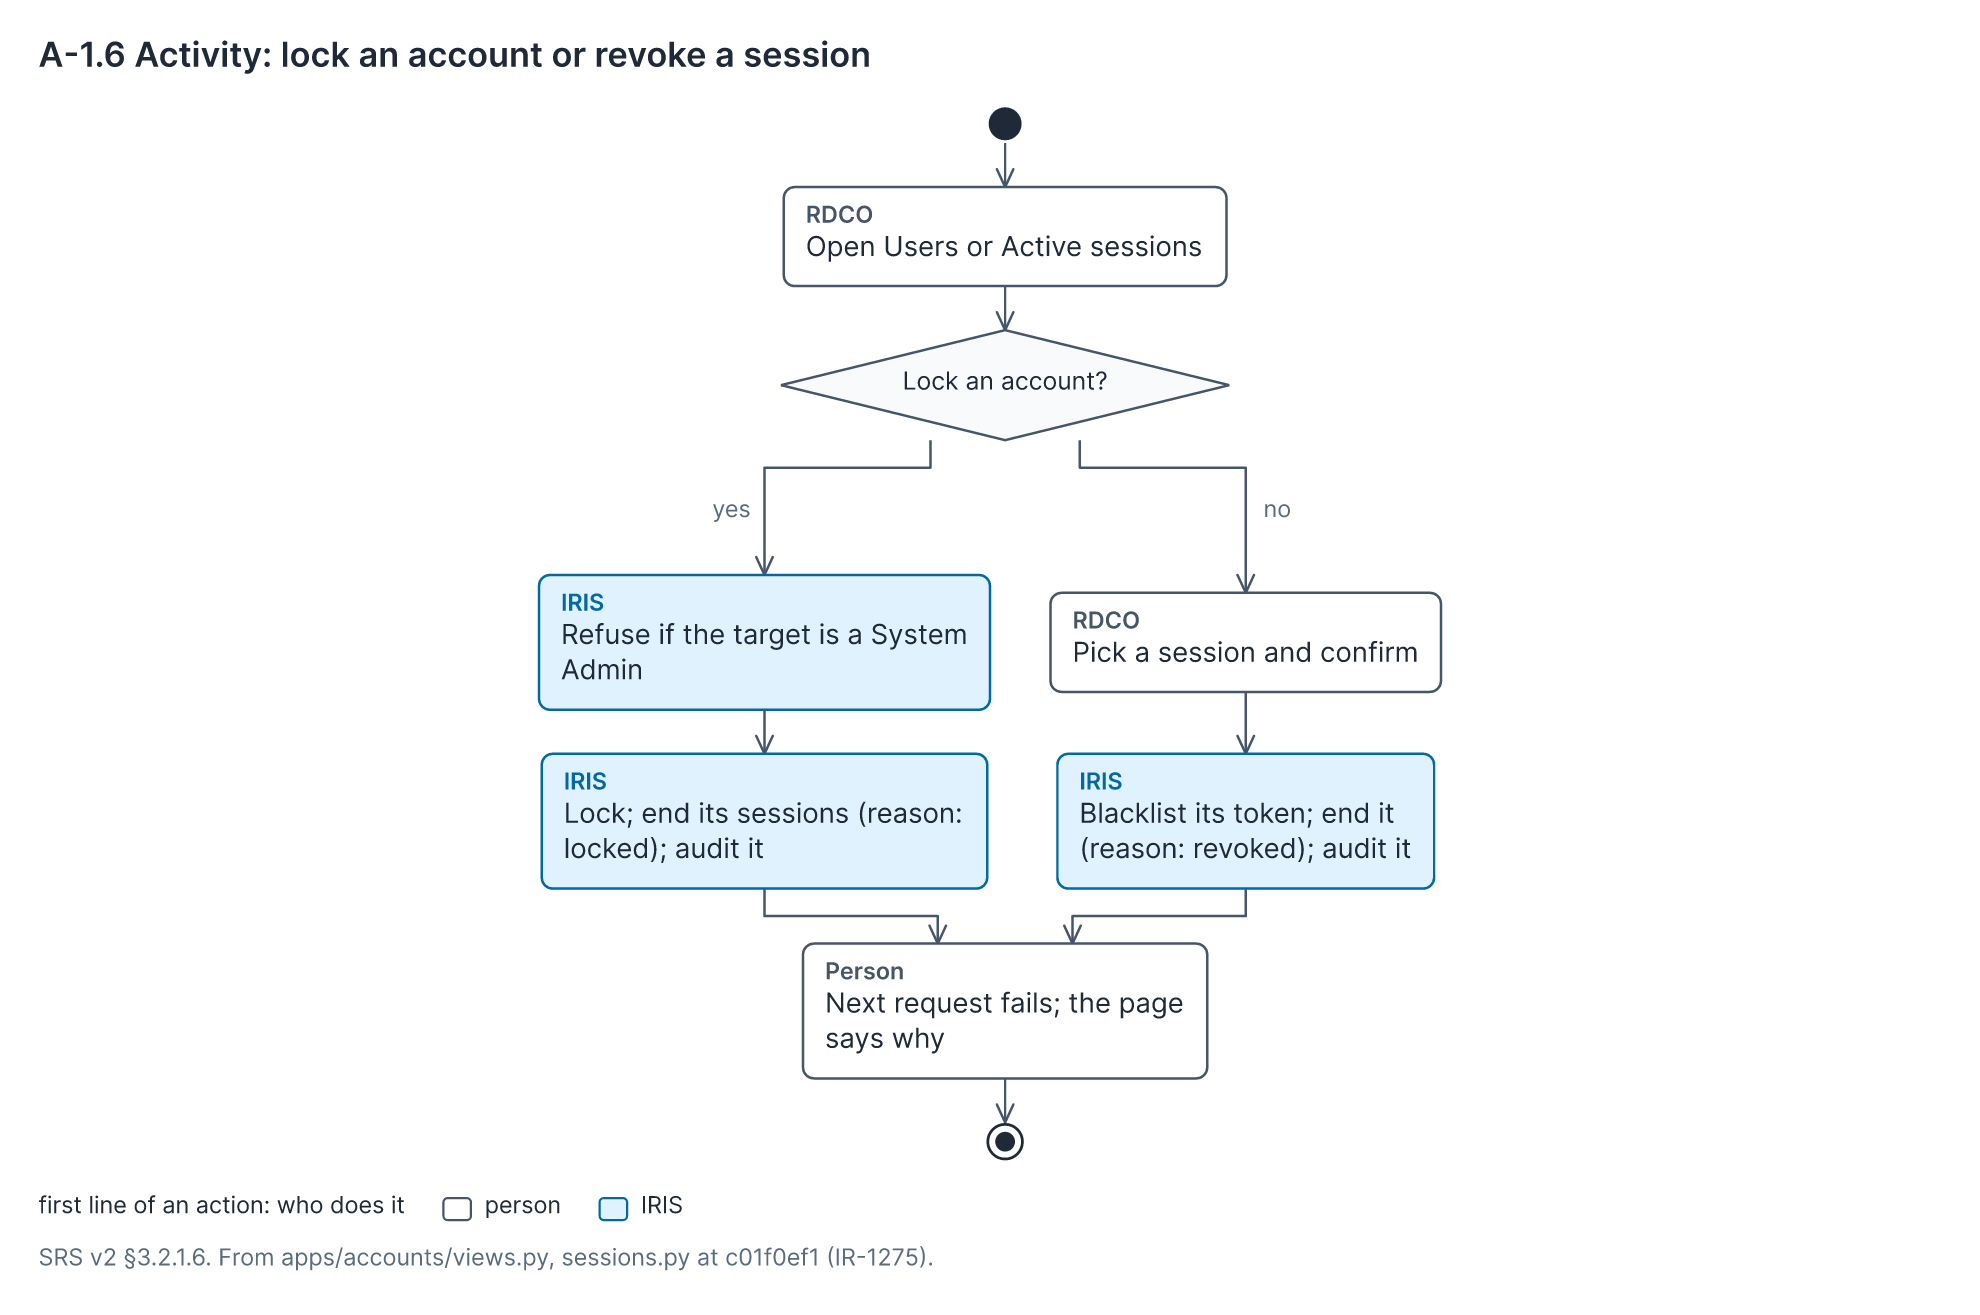 A-1.6 Activity: lock an account or revoke a session
RDCO
Open Users or Active sessions
Lock an account?
yes
no
IRIS
Refuse if the target is a System
Admin
RDCO
Pick a session and confirm
IRIS
Lock; end its sessions (reason:
locked); audit it
IRIS
Blacklist its token; end it
(reason: revoked); audit it
Person
Next request fails; the page
says why
first line of an action: who does it
person
IRIS
SRS v2 §3.2.1.6. From apps/accounts/views.py, sessions.py at c01f0ef1 (IR-1275).